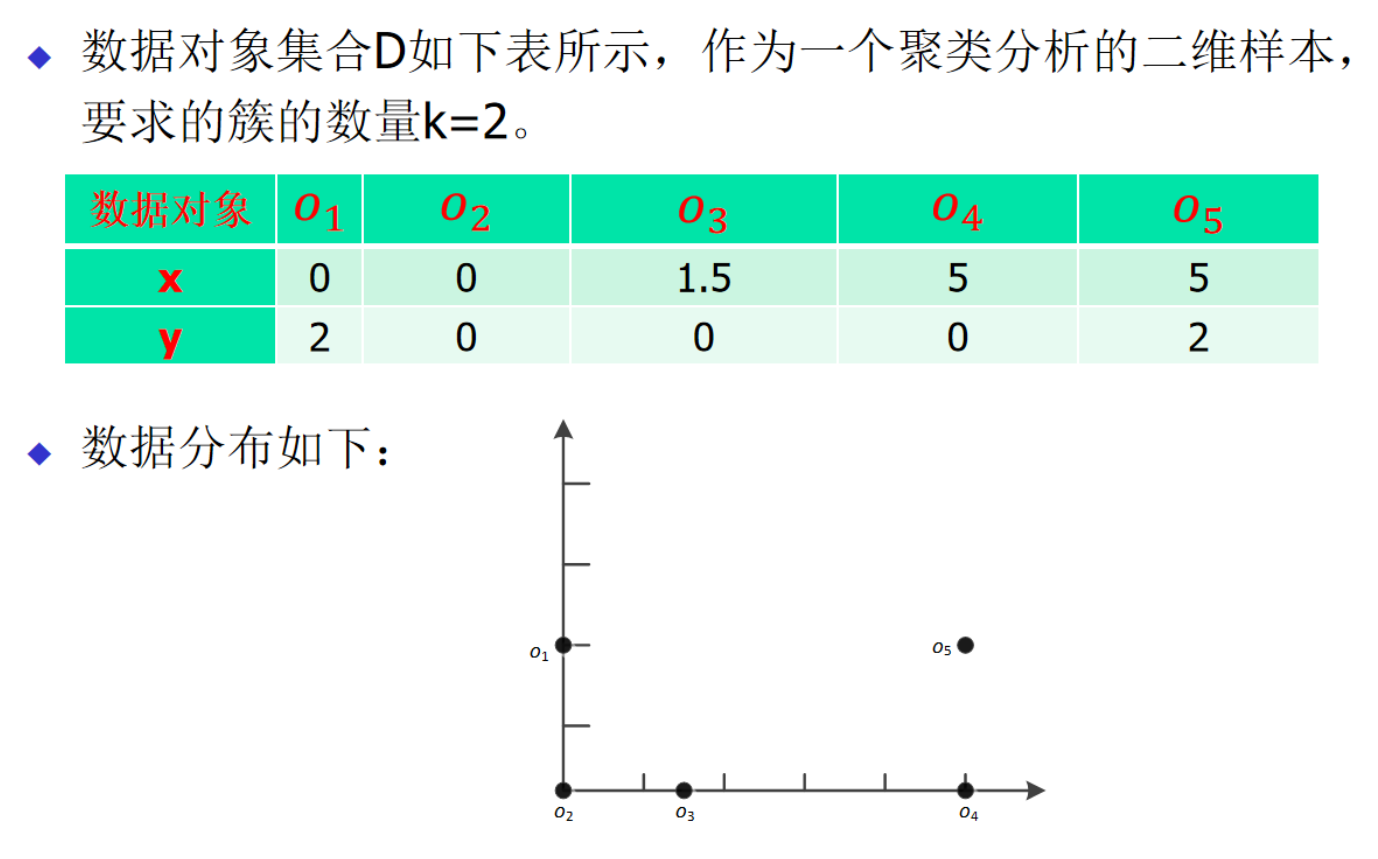 数据对象集合D如下表所示，作为一个聚类分析的二维样本，
要求的簇的数量k=2。
数据对象 O₁ O₂ O₃ O₄ O₅
x 0 0 1.5 5 5
y 2 0 0 0 2
数据分布如下：
o₁ o₅
o₂ o₃ o₄